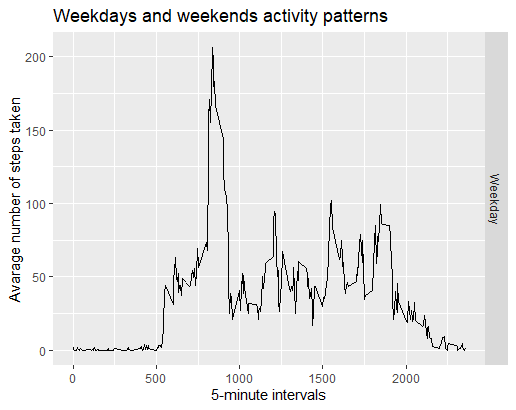 Weekdays and weekends activity patterns
Avarage number of steps taken
200
150
100
50
0
Weekday
0 500 1000 1500 2000
5-minute intervals